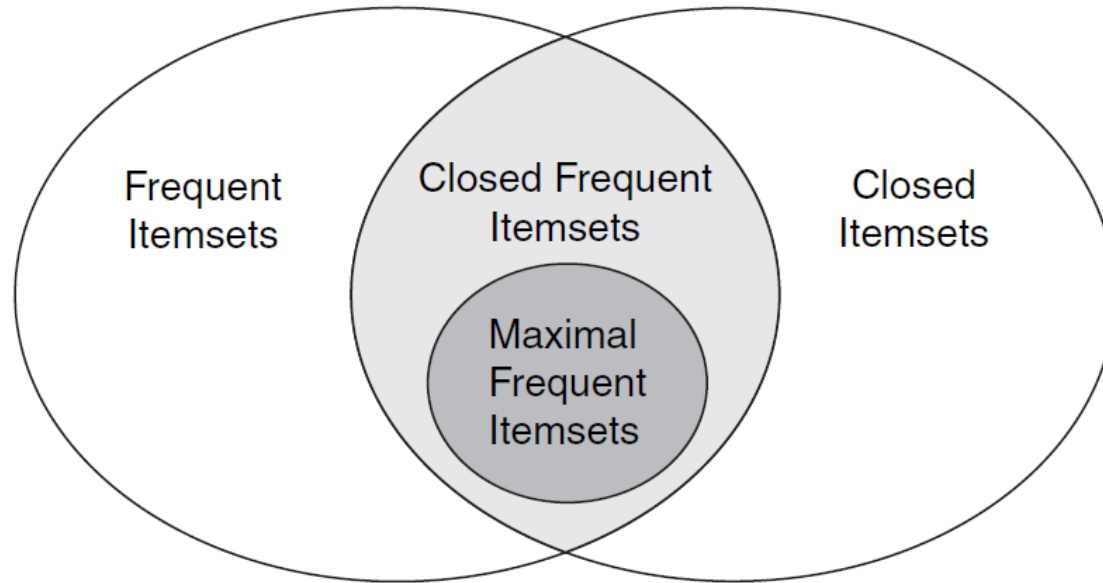 Frequent
Itemsets
Closed Frequent
Itemsets
Closed
Itemsets
Maximal
Frequent
Itemsets